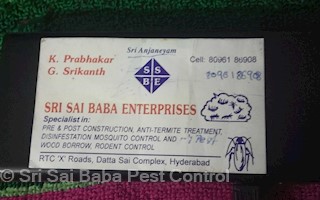 Sri Anjaneyam
K. Prabhakar
G. Srikanth
S S
B E
Cell: 80961 86908
8096186908
SRI SAI BABA ENTERPRISES
Specialist in:
PRE & POST CONSTRUCTION, ANTI-TERMITE TREATMENT,
DISINFESTATION MOSQUITO CONTROL AND
WOOD BORROW, RODENT CONTROL
RTC 'X' Roads, Datta Sai Complex, Hyderabad
© Sri Sai Baba Pest Control